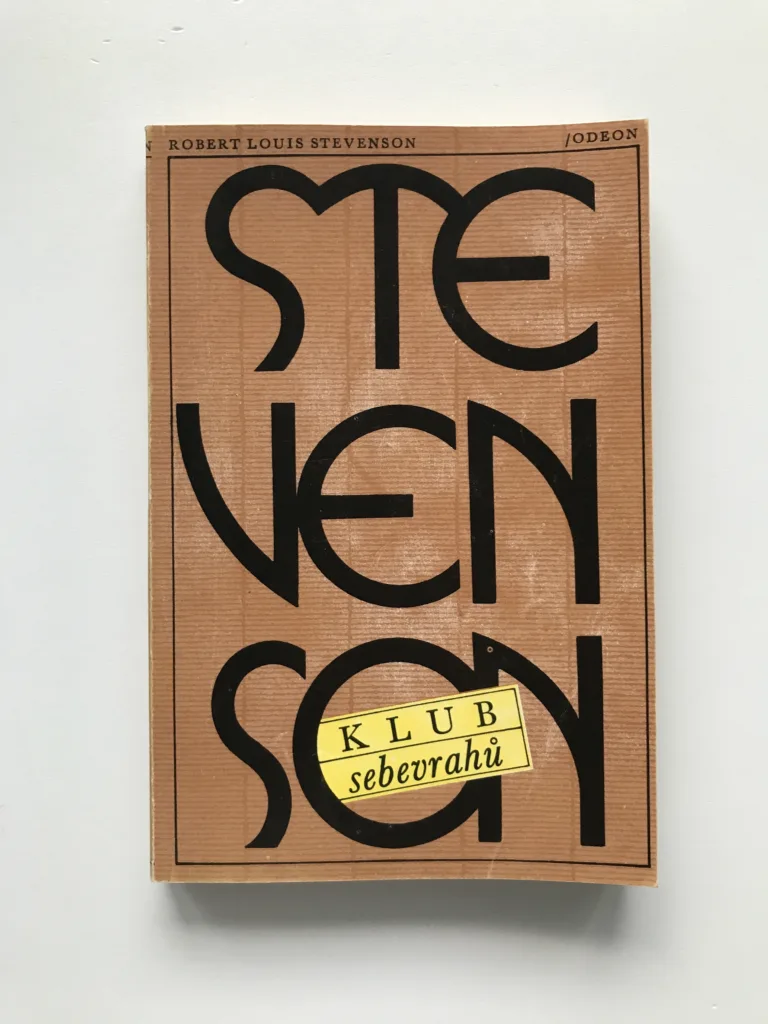 N ROBERT LOUIS STEVENSON /ODEON
STE
VEN
SON
KLUB
sebevrahů